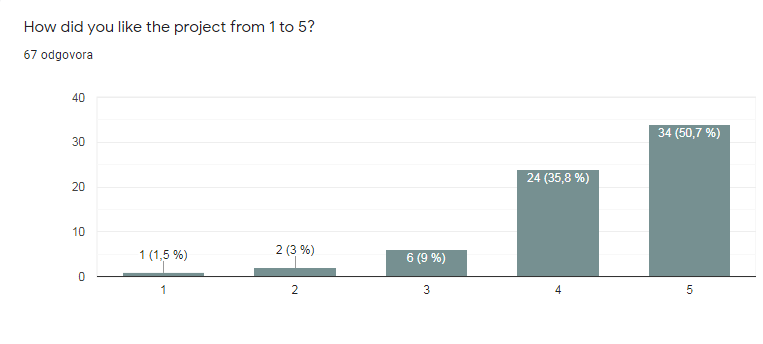 How did you like the project from 1 to 5?
67 odgovora
40
30
20
10
0
1 (1,5 %)
2 (3 %)
6 (9 %)
24 (35,8 %)
34 (50,7 %)
1
2
3
4
5